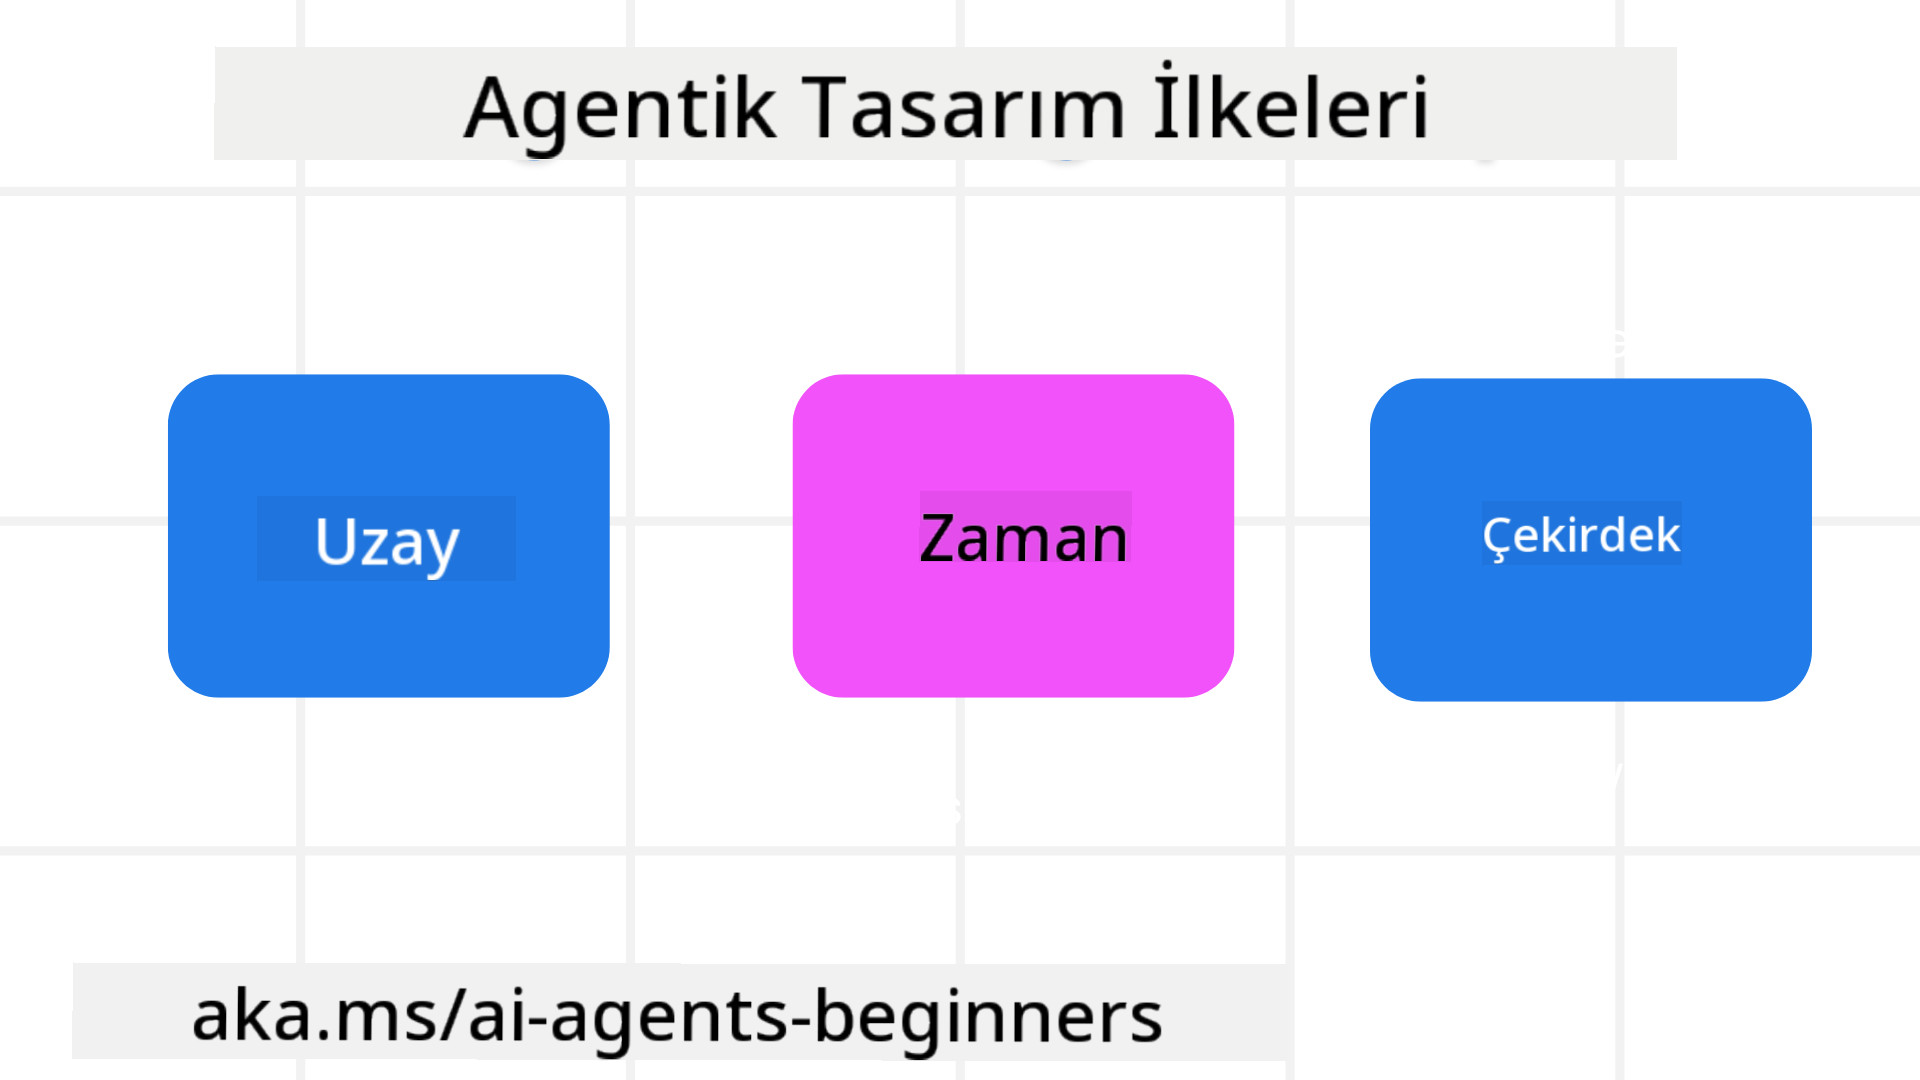 Agentik Tasarım İlkeleri
Uzay
Zaman
Çekirdek
aka.ms/ai-agents-beginners